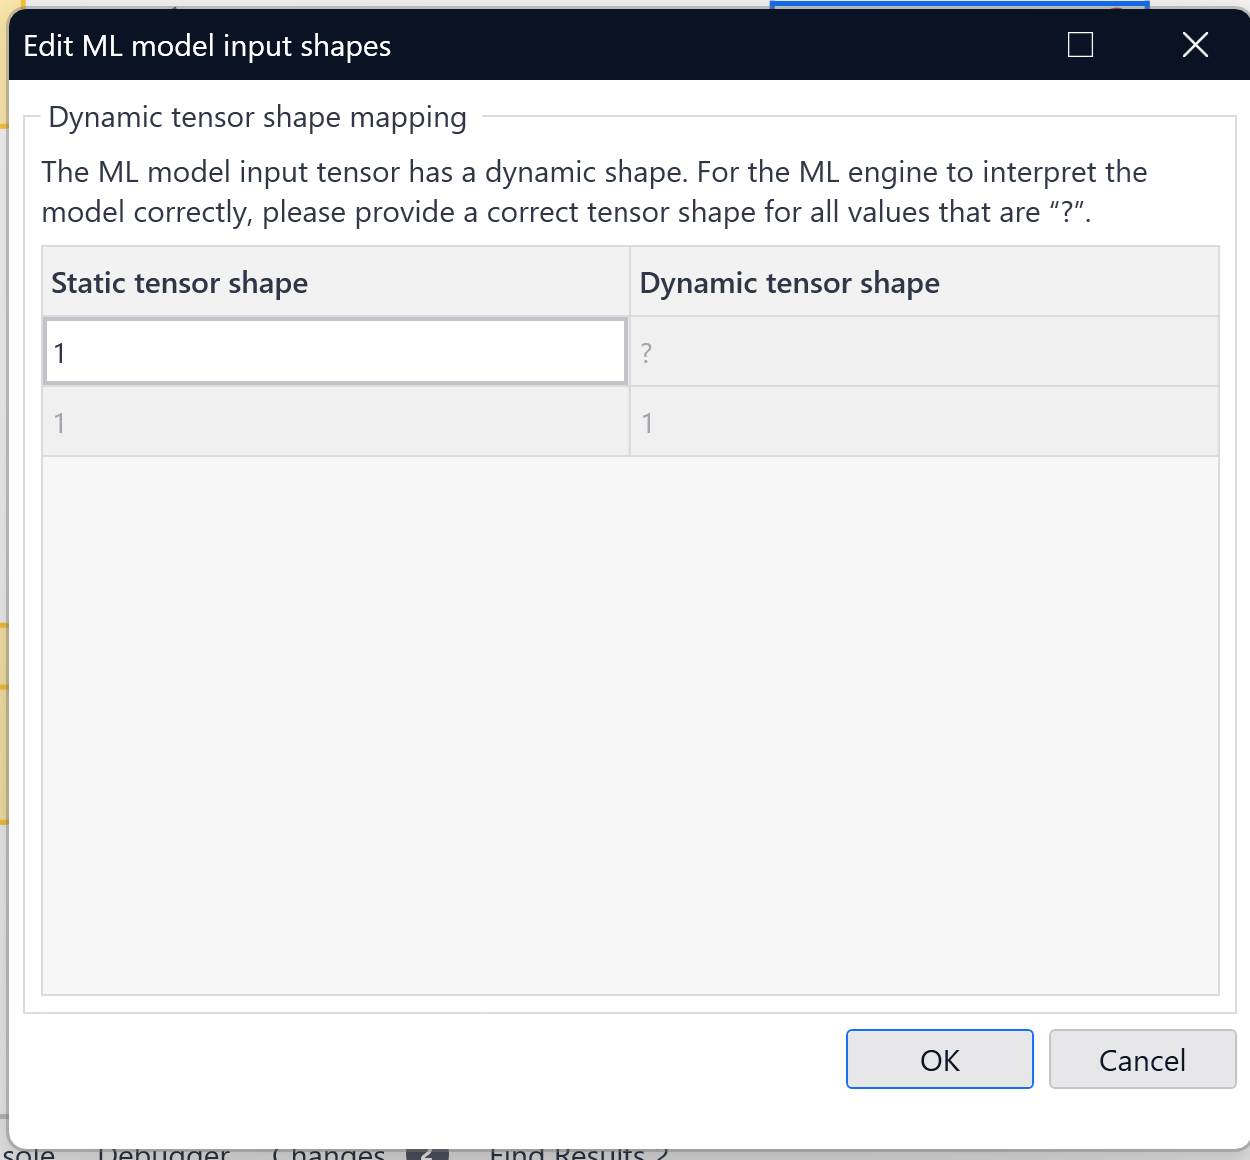 Edit ML model input shapes
Dynamic tensor shape mapping
The ML model input tensor has a dynamic shape. For the ML engine to interpret the
model correctly, please provide a correct tensor shape for all values that are “?”.
Static tensor shape Dynamic tensor shape
1 ?
1 1
OK Cancel
Debugger Changes 2 Find Results 2